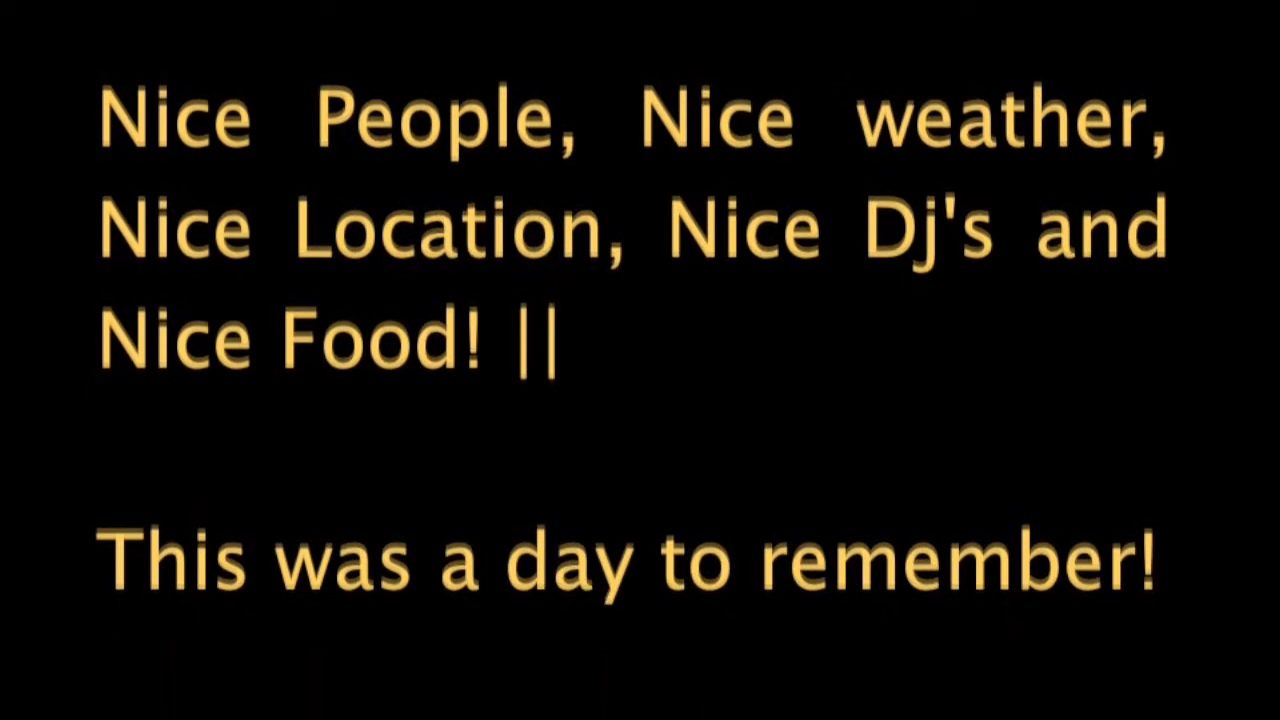 Nice People, Nice weather,
Nice Location, Nice Dj's and
Nice Food! ||
This was a day to remember!